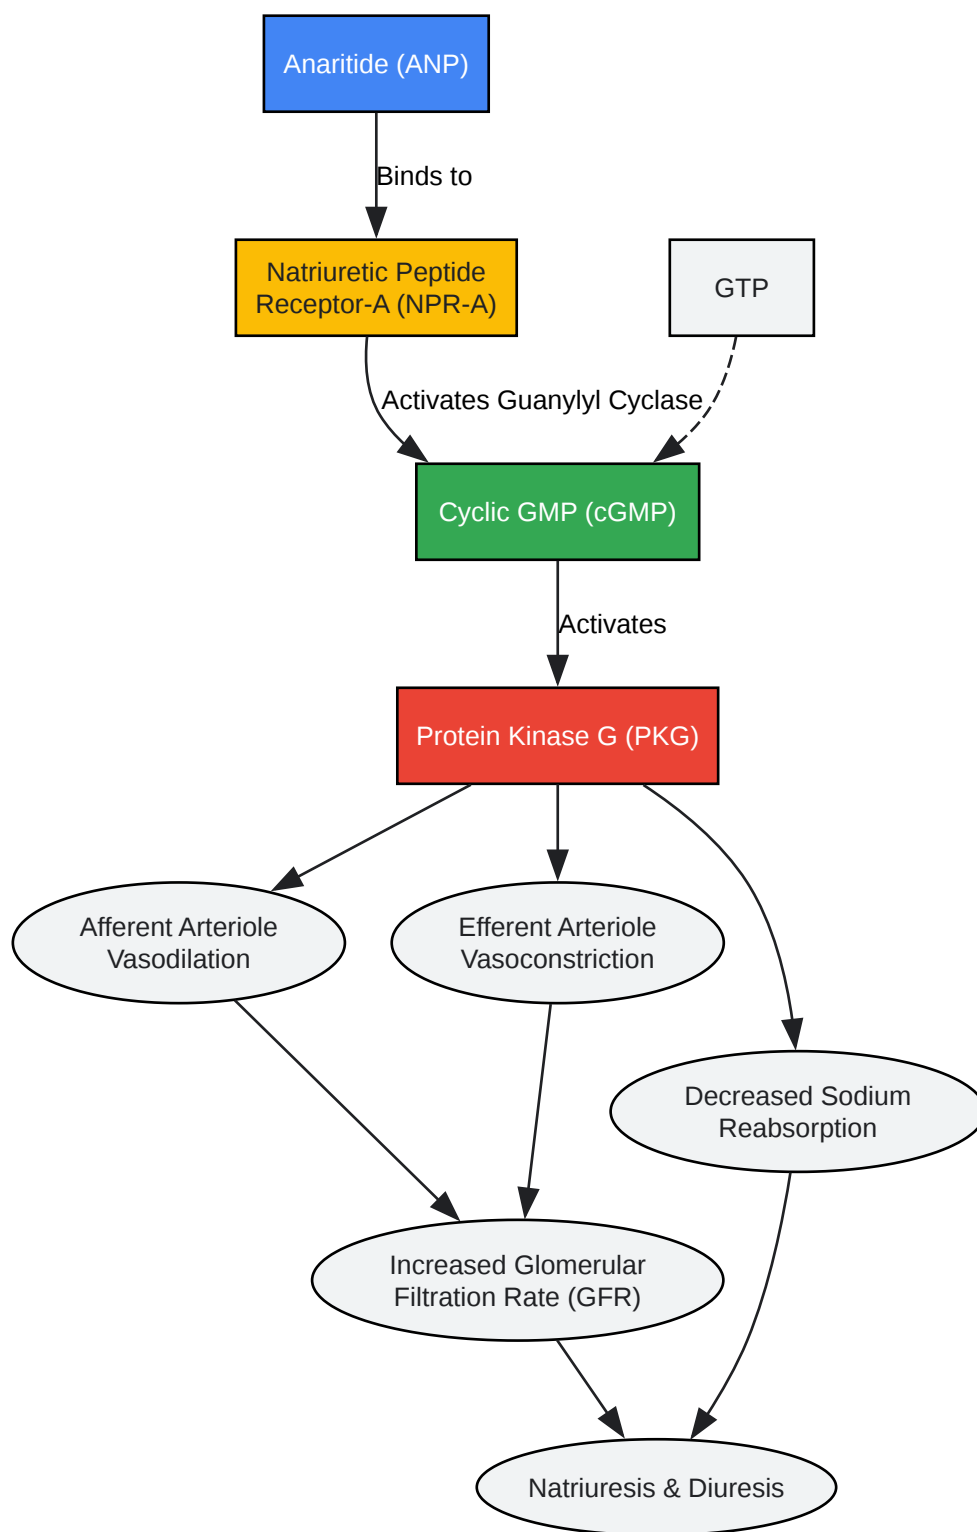 Anaritide (ANP)
Binds to
Natriuretic Peptide
Receptor-A (NPR-A)
GTP
Activates Guanylyl Cyclase
Cyclic GMP (cGMP)
Activates
Protein Kinase G (PKG)
Afferent Arteriole
Vasodilation
Efferent Arteriole
Vasoconstriction
Decreased Sodium
Reabsorption
Increased Glomerular
Filtration Rate (GFR)
Natriuresis & Diuresis